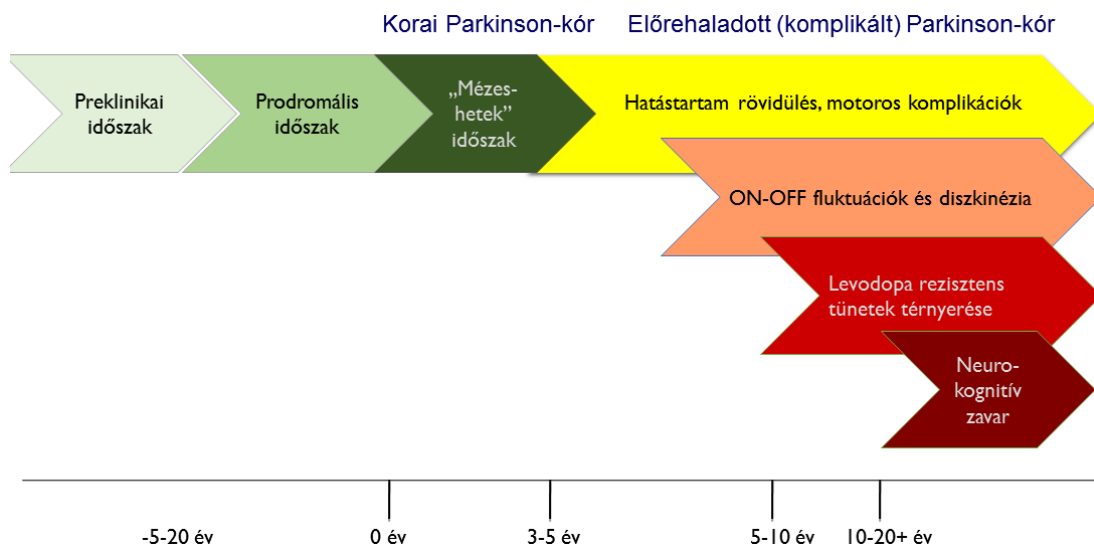 Korai Parkinson-kór
Előrehaladott (komplikált) Parkinson-kór
Preklinikai
időszak
Prodromális
időszak
„Mézes-
hetek”
időszak
Hatástartam rövidülés, motoros komplikációk
ON-OFF fluktuációk és diszkinézia
Levodopa rezisztens
tünetek térnyerése
Neuro-
kognitív
zavar
-5-20 év
0 év
3-5 év
5-10 év
10-20+ év